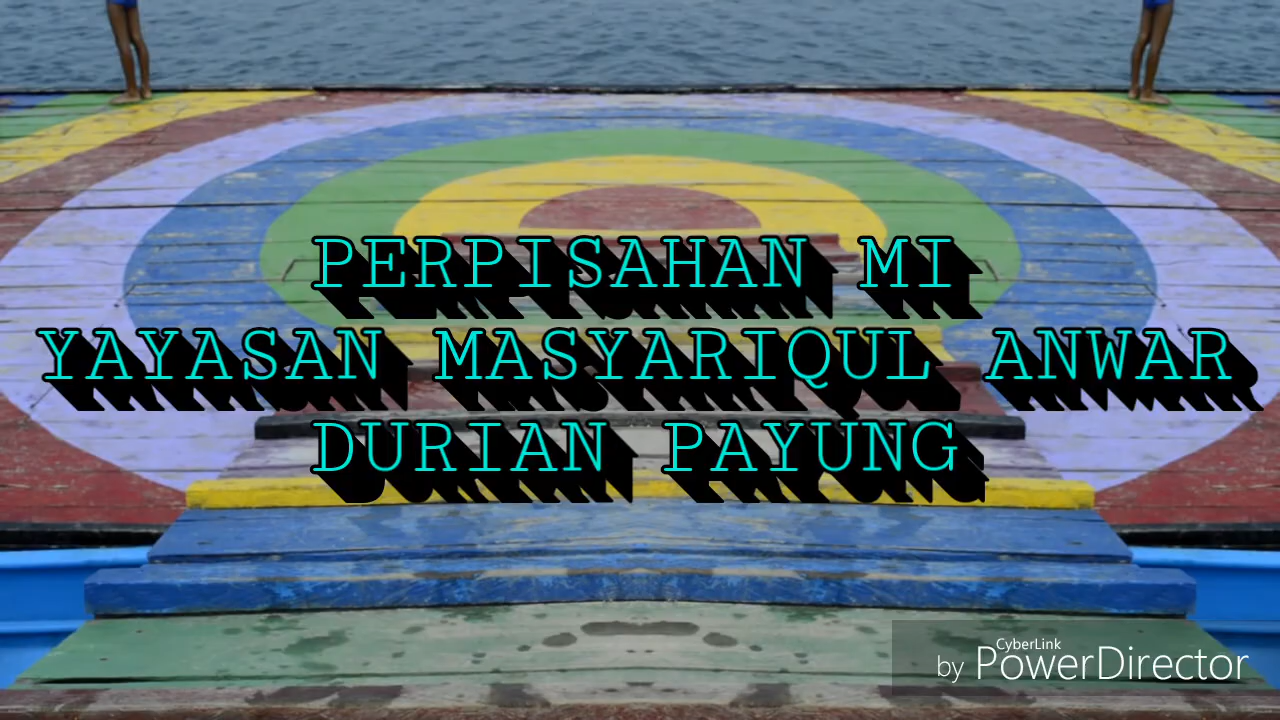 PERPISAHAN MI
YAYASAN MASYARIQUL ANWAR
DURIAN PAYUNG
CyberLink
by PowerDirector